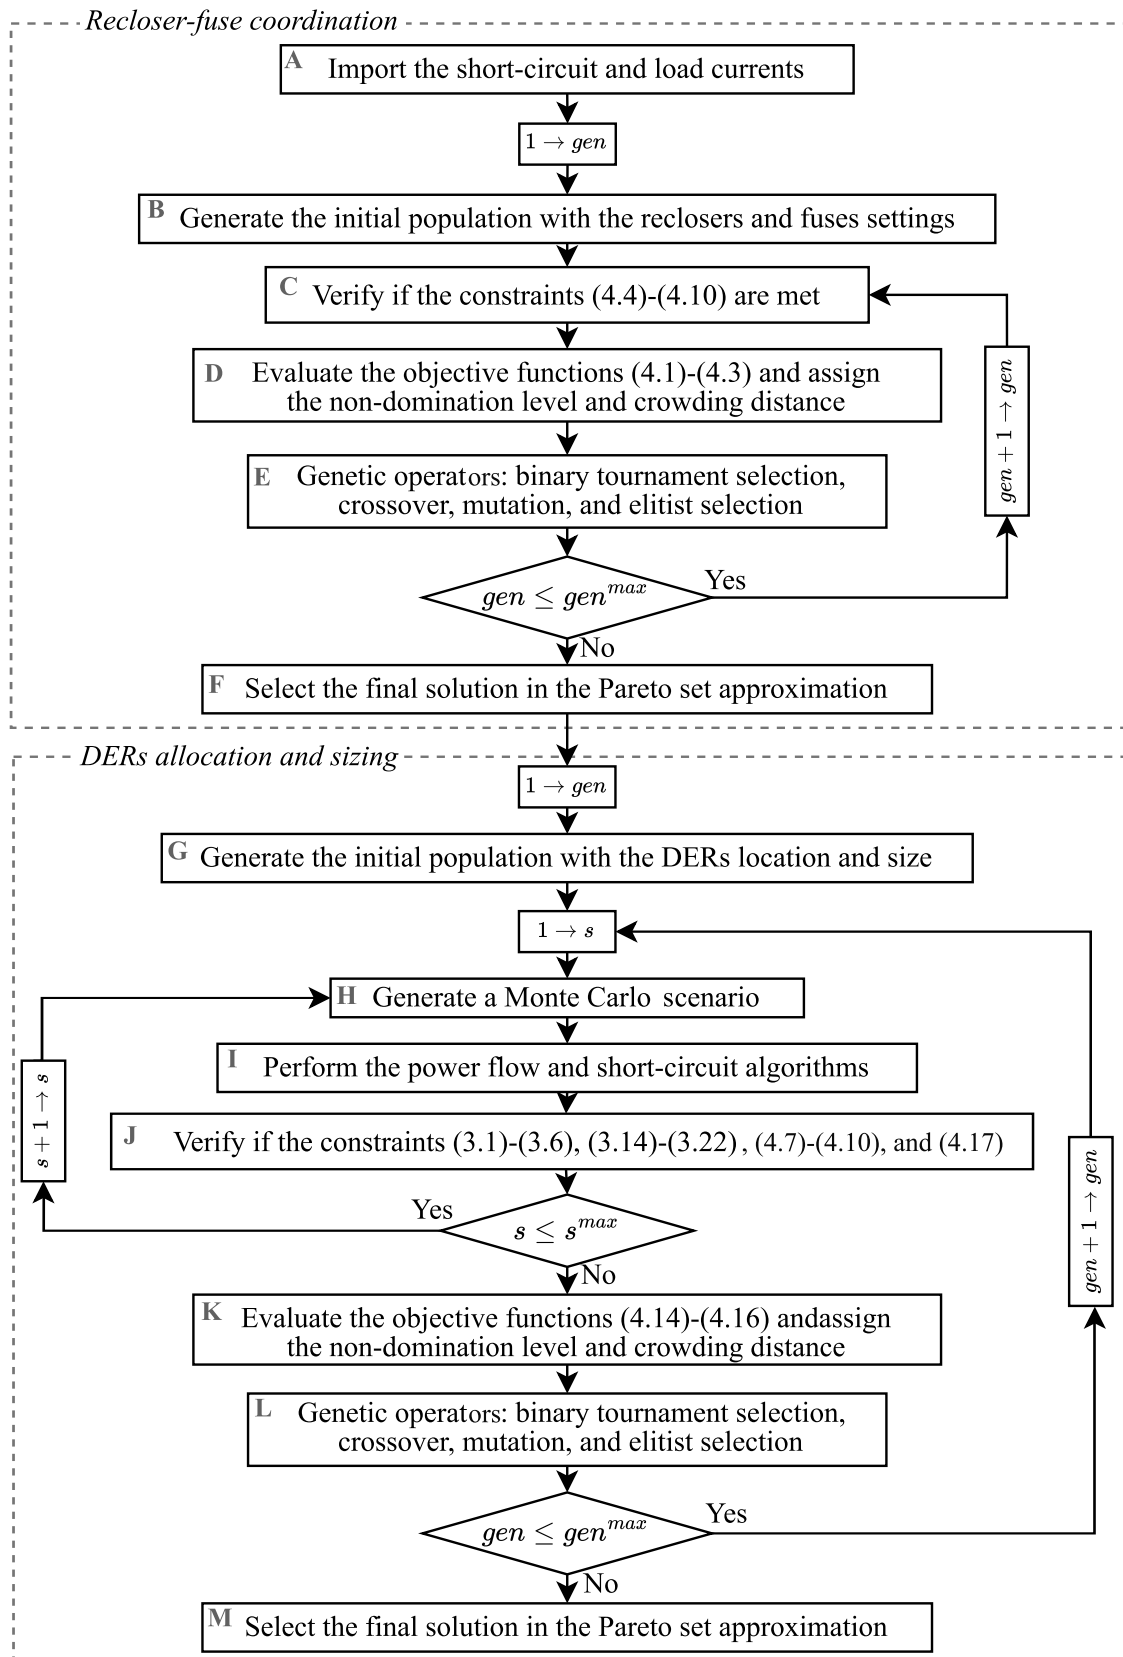 Recloser-fuse coordination
A Import the short-circuit and load currents
1 → gen
B Generate the initial population with the reclosers and fuses settings
C Verify if the constraints (4.4)-(4.10) are met
D Evaluate the objective functions (4.1)-(4.3) and assign
the non-domination level and crowding distance
gen + 1 → gen
E Genetic operators: binary tournament selection,
crossover, mutation, and elitist selection
gen ≤ gen^max
Yes
No
F Select the final solution in the Pareto set approximation
DERs allocation and sizing
1 → gen
G Generate the initial population with the DERs location and size
1 → s
H Generate a Monte Carlo scenario
I Perform the power flow and short-circuit algorithms
s + 1 → s
J Verify if the constraints (3.1)-(3.6), (3.14)-(3.22), (4.7)-(4.10), and (4.17)
Yes
s ≤ s^max
gen + 1 → gen
No
K Evaluate the objective functions (4.14)-(4.16) andassign
the non-domination level and crowding distance
L Genetic operators: binary tournament selection,
crossover, mutation, and elitist selection
gen ≤ gen^max
Yes
No
M Select the final solution in the Pareto set approximation